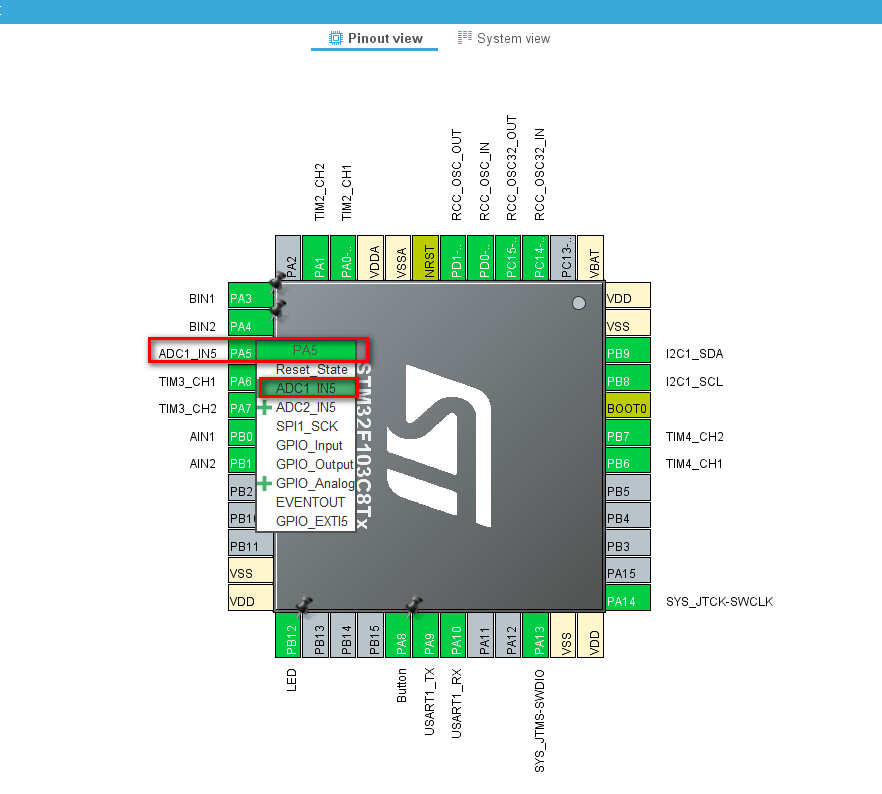 Pinout view
System view
TIM2_CH2
TIM2_CH1
RCC_OSC_OUT
RCC_OSC_IN
RCC_OSC32_OUT
RCC_OSC32_IN
PA2
PA1
PA0-..
VDDA
VSSA
NRST
PD1-..
PD0-..
PC15-..
PC14-..
PC13-..
VBAT
BIN1 PA3
BIN2 PA4
ADC1_IN5 PA5
TIM3_CH1 PA6
TIM3_CH2 PA7
AIN1 PB0
AIN2 PB1
PB2
PB10
PB11
VSS
VDD
PA5
Reset_State
ADC1_IN5
ADC2_IN5
SPI1_SCK
GPIO_Input
GPIO_Output
GPIO_Analog
EVENTOUT
GPIO_EXTI5
STM32F103C8Tx
VDD
VSS
PB9 I2C1_SDA
PB8 I2C1_SCL
BOOT0
PB7 TIM4_CH2
PB6 TIM4_CH1
PB5
PB4
PB3
PA15
PA14 SYS_JTCK-SWCLK
PB12
PB13
PB14
PB15
PA8
PA9
PA10
PA11
PA12
PA13
VSS
VDD
LED
Button
USART1_TX
USART1_RX
SYS_JTMS-SWDIO